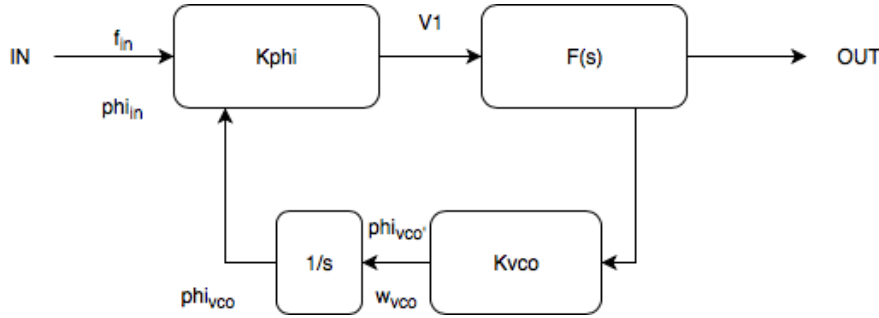 V1
f_in
IN
Kphi
F(s)
OUT
phi_in
phi_vco'
1/s
Kvco
phi_vco
w_vco